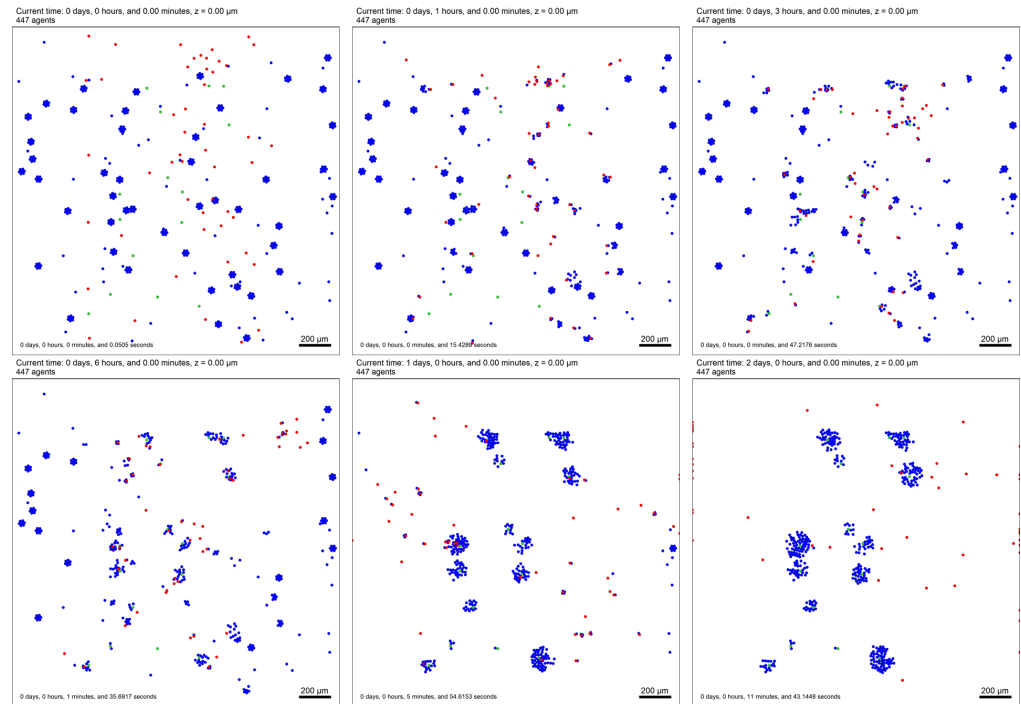 Current time: 0 days, 0 hours, and 0.00 minutes, z = 0.00 μm
447 agents
0 days, 0 hours, 0 minutes, and 0.0505 seconds
200 μm
Current time: 0 days, 1 hours, and 0.00 minutes, z = 0.00 μm
447 agents
0 days, 0 hours, 0 minutes, and 15.4289 seconds
200 μm
Current time: 0 days, 3 hours, and 0.00 minutes, z = 0.00 μm
447 agents
0 days, 0 hours, 0 minutes, and 47.2176 seconds
200 μm
Current time: 0 days, 6 hours, and 0.00 minutes, z = 0.00 μm
447 agents
0 days, 0 hours, 1 minutes, and 35.6917 seconds
200 μm
Current time: 1 days, 0 hours, and 0.00 minutes, z = 0.00 μm
447 agents
0 days, 0 hours, 5 minutes, and 54.6153 seconds
200 μm
Current time: 2 days, 0 hours, and 0.00 minutes, z = 0.00 μm
447 agents
0 days, 0 hours, 11 minutes, and 43.1448 seconds
200 μm